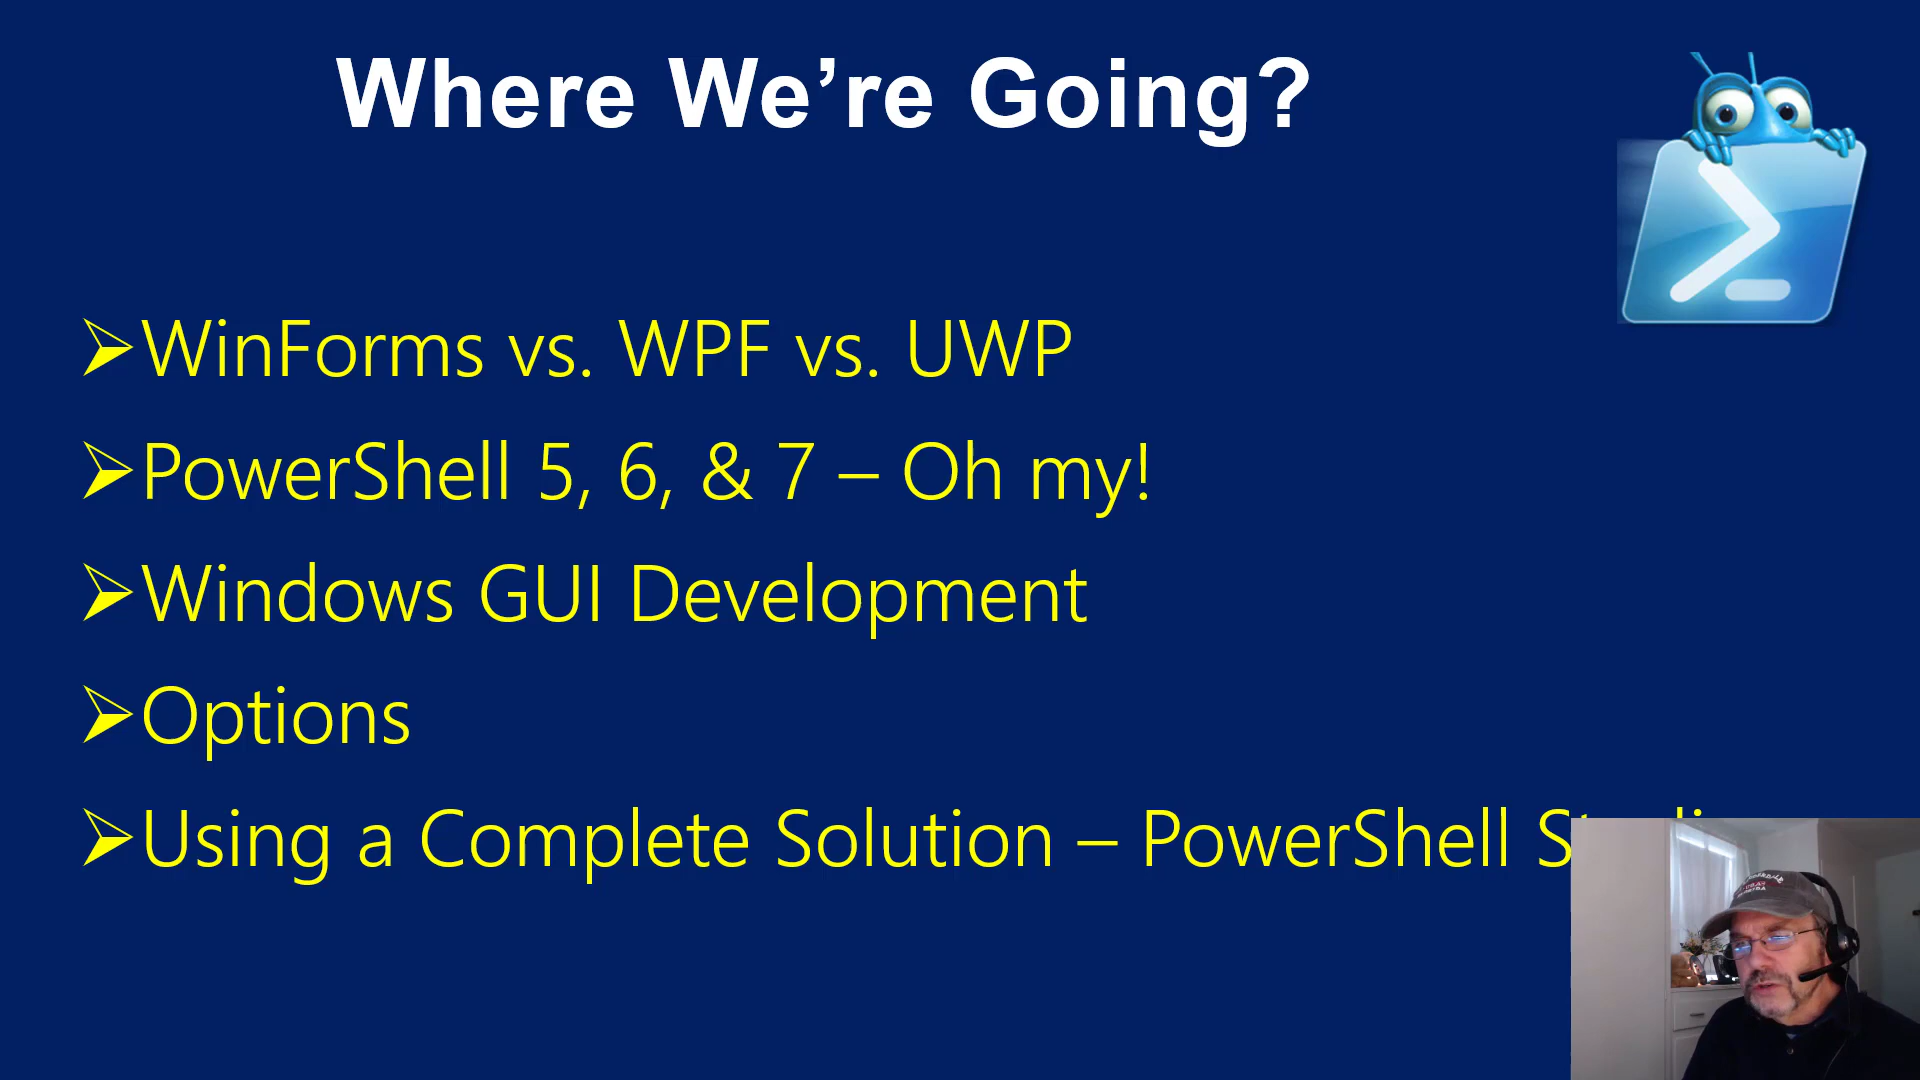 Where We’re Going?
➢WinForms vs. WPF vs. UWP
➢PowerShell 5, 6, & 7 – Oh my!
➢Windows GUI Development
➢Options
➢Using a Complete Solution – PowerShell